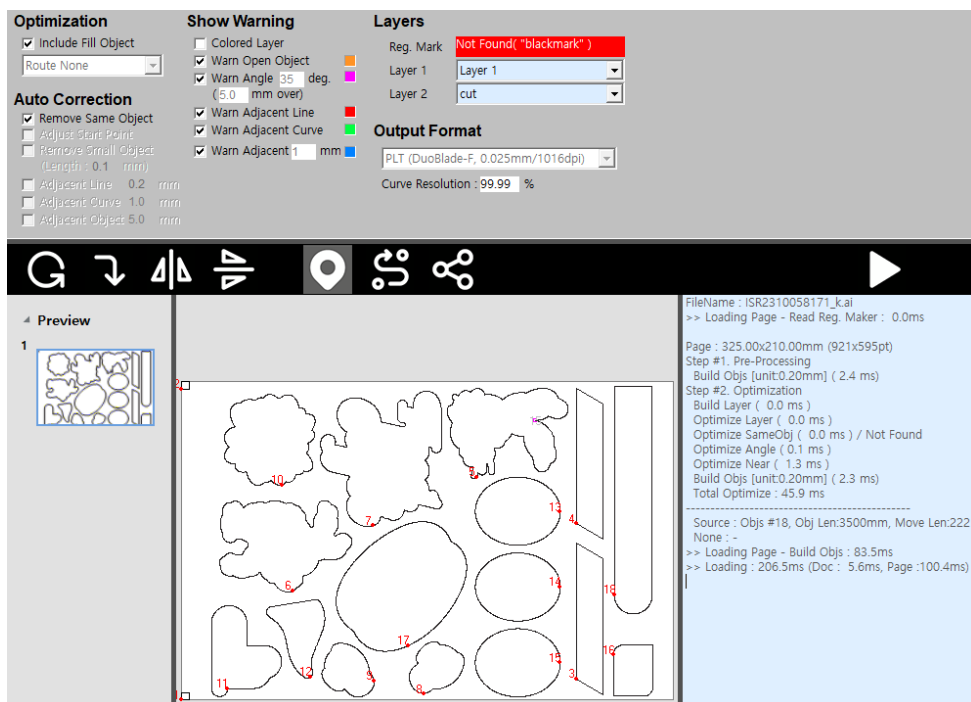 Optimization
Include Fill Object
Route None
Auto Correction
Remove Same Object
Adjust Start Point
Remove Small Object
(Length : 0.1 mm)
Adjacent Line 0.2 mm
Adjacent Curve 1.0 mm
Adjacent Object 5.0 mm
Show Warning
Colored Layer
Warn Open Object
Warn Angle 35 deg.
(5.0 mm over)
Warn Adjacent Line
Warn Adjacent Curve
Warn Adjacent 1 mm
Layers
Reg. Mark Not Found( "blackmark" )
Layer 1 Layer 1
Layer 2 cut
Output Format
PLT (DuoBlade-F, 0.025mm/1016dpi)
Curve Resolution : 99.99 %
Preview
1
2
10
7
5
13
4
6
14
18
17
11
12
9
8
15
3
16
1
FileName : ISR2310058171_k.ai
>> Loading Page - Read Reg. Maker : 0.0ms
Page : 325.00x210.00mm (921x595pt)
Step #1. Pre-Processing
Build Objs [unit:0.20mm] ( 2.4 ms)
Step #2. Optimization
Build Layer ( 0.0 ms )
Optimize Layer ( 0.0 ms )
Optimize SameObj ( 0.0 ms ) / Not Found
Optimize Angle ( 0.1 ms )
Optimize Near ( 1.3 ms )
Build Objs [unit:0.20mm] ( 2.3 ms)
Total Optimize : 45.9 ms
--------------------------------------------
Source : Objs #18, Obj Len:3500mm, Move Len:222
None : -
>> Loading Page - Build Objs : 83.5ms
>> Loading : 206.5ms (Doc : 5.6ms, Page :100.4ms)